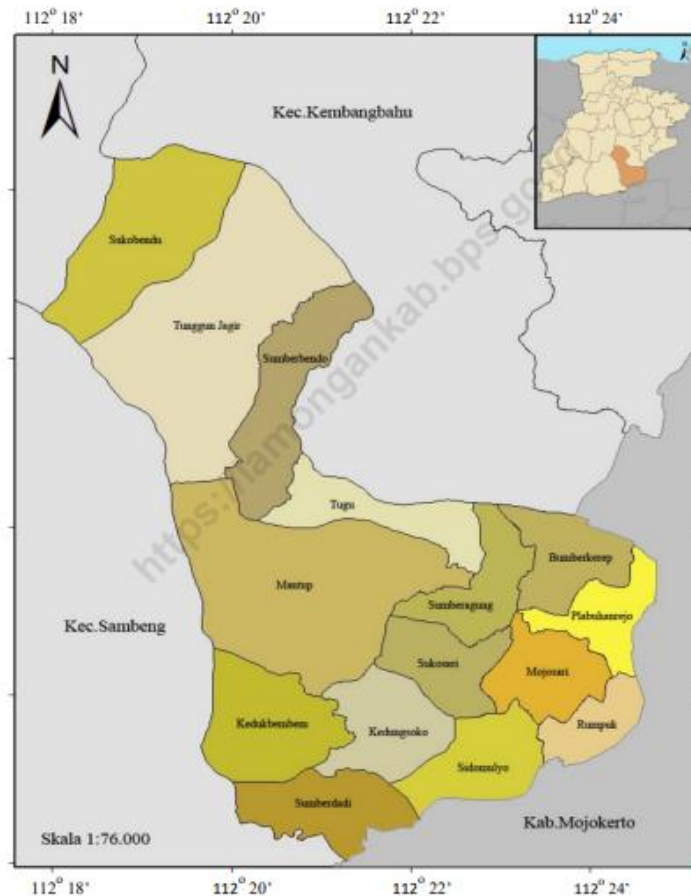 112° 18' 112° 20' 112° 22' 112° 24'
N
Kec.Kembangbahu
Sukobendu
Tunggun Jagir
Sumberbendo
Tugu
Mantup
Bumberkerep
Sumberagung
Plabuhanrejo
Kec.Sambeng
Sukosari
Mojosari
Kedukbembem
Kedungsoko
Rumpuk
Sidomulyo
Sumberdadi
Skala 1:76.000
Kab.Mojokerto
112° 18' 112° 20' 112° 22' 112° 24'
https://lamongankab.bps.go.id